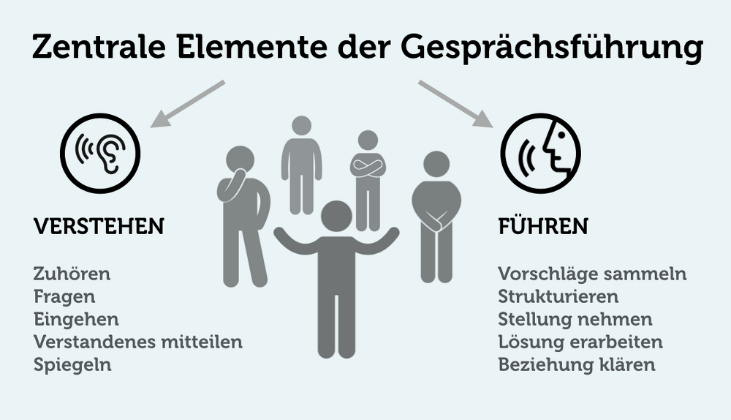 Zentrale Elemente der Gesprächsführung
VERSTEHEN
Zuhören
Fragen
Eingehen
Verstandenes mitteilen
Spiegeln
FÜHREN
Vorschläge sammeln
Strukturieren
Stellung nehmen
Lösung erarbeiten
Beziehung klären